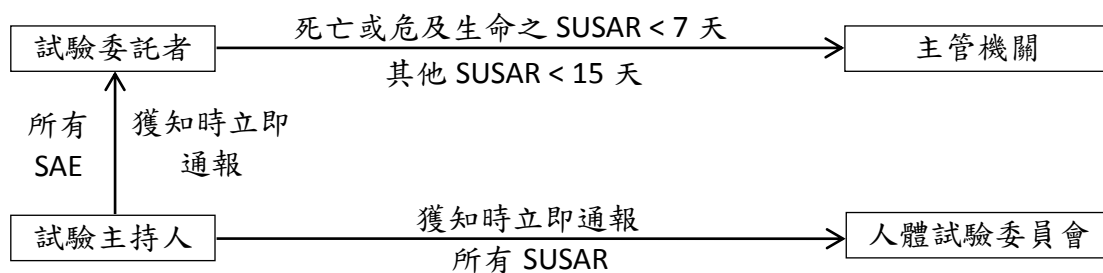 死亡或危及生命之 SUSAR < 7 天
試驗委託者
主管機關
其他 SUSAR < 15 天
所有
SAE
獲知時立即
通報
獲知時立即通報
試驗主持人
人體試驗委員會
所有 SUSAR